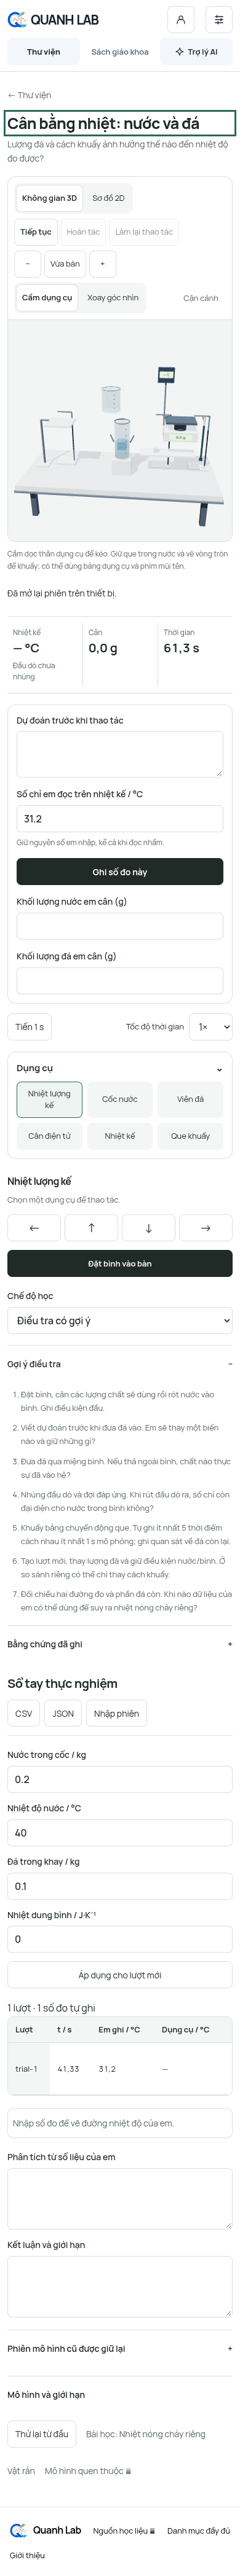 QUANH LAB
Thư viện
Sách giáo khoa
Trợ lý AI
← Thư viện
Cân bằng nhiệt: nước và đá
Lượng đá và cách khuấy ảnh hưởng thế nào đến nhiệt độ
đo được?
Không gian 3D
Sơ đồ 2D
Tiếp tục
Hoàn tác
Làm lại thao tác
−
Vừa bàn
+
Cầm dụng cụ
Xoay góc nhìn
Cận cảnh
Cầm dọc thân dụng cụ để kéo. Giữ que trong nước và vẽ vòng tròn
để khuấy; có thể dùng bảng dụng cụ và phím mũi tên.
Đã mở lại phiên trên thiết bị.
Nhiệt kế
— °C
Đầu dò chưa
nhúng
Cân
0,0 g
Thời gian
61,3 s
Dự đoán trước khi thao tác
Số chỉ em đọc trên nhiệt kế / °C
31.2
Giữ nguyên số em nhập, kể cả khi đọc nhầm.
Ghi số đo này
Khối lượng nước em cân (g)
Khối lượng đá em cân (g)
Tiến 1 s
Tốc độ thời gian
1×
Dụng cụ
Nhiệt lượng
kế
Cốc nước
Viên đá
Cân điện tử
Nhiệt kế
Que khuấy
Nhiệt lượng kế
Chọn một dụng cụ để thao tác.
← ↑ ↓ →
Đặt bình vào bàn
Chế độ học
Điều tra có gợi ý
Gợi ý điều tra
−
1. Đặt bình, cân các lượng chất sẽ dùng rồi rót nước vào
bình. Ghi điều kiện đầu.
2. Viết dự đoán trước khi đưa đá vào. Em sẽ thay một biến
nào và giữ những gì?
3. Đưa đá qua miệng bình. Nếu thả ngoài bình, chất nào thực
sự đã vào hệ?
4. Nhúng đầu dò và đợi đáp ứng. Khi rút đầu dò ra, số chỉ còn
đại diện cho nước trong bình không?
5. Khuấy bằng chuyển động que. Tự ghi ít nhất 5 thời điểm
cách nhau ít nhất 1 s mô phỏng; ghi quan sát về đá còn lại.
6. Tạo lượt mới, thay lượng đá và giữ điều kiện nước/bình. Ở
so sánh riêng có thể chỉ thay cách khuấy.
7. Đối chiếu hai đường đo và phần đá còn. Khi nào dữ liệu của
em có thể dùng để suy ra nhiệt nóng chảy riêng?
Bằng chứng đã ghi
+
Sổ tay thực nghiệm
CSV
JSON
Nhập phiên
Nước trong cốc / kg
0.2
Nhiệt độ nước / °C
40
Đá trong khay / kg
0.1
Nhiệt dung bình / J·K⁻¹
0
Áp dụng cho lượt mới
1 lượt · 1 số đo tự ghi
Lượt t / s Em ghi / °C Dụng cụ / °C
trial-1 41,33 31,2 —
Nhập số đo để vẽ đường nhiệt độ của em.
Phân tích từ số liệu của em
Kết luận và giới hạn
Phiên mô hình cũ được giữ lại
+
Mô hình và giới hạn
Thử lại từ đầu
Bài học: Nhiệt nóng chảy riêng
Vật rắn
Mô hình quen thuộc
Quanh Lab
Nguồn học liệu
Danh mục đầy đủ
Giới thiệu